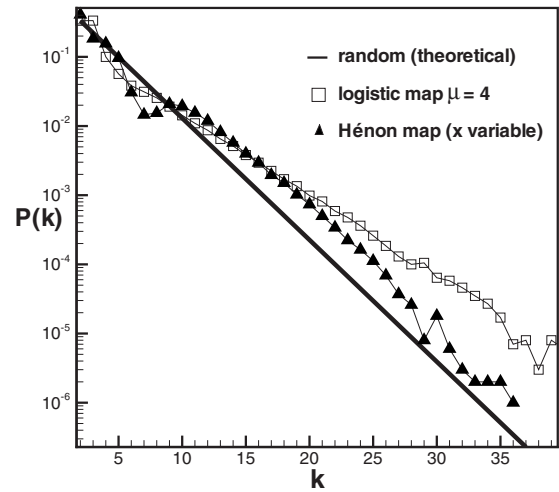 10⁻¹
10⁻²
10⁻³
10⁻⁴
10⁻⁵
10⁻⁶
P(k)
random (theoretical)
logistic map μ = 4
Hénon map (x variable)
5 10 15 20 25 30 35
k